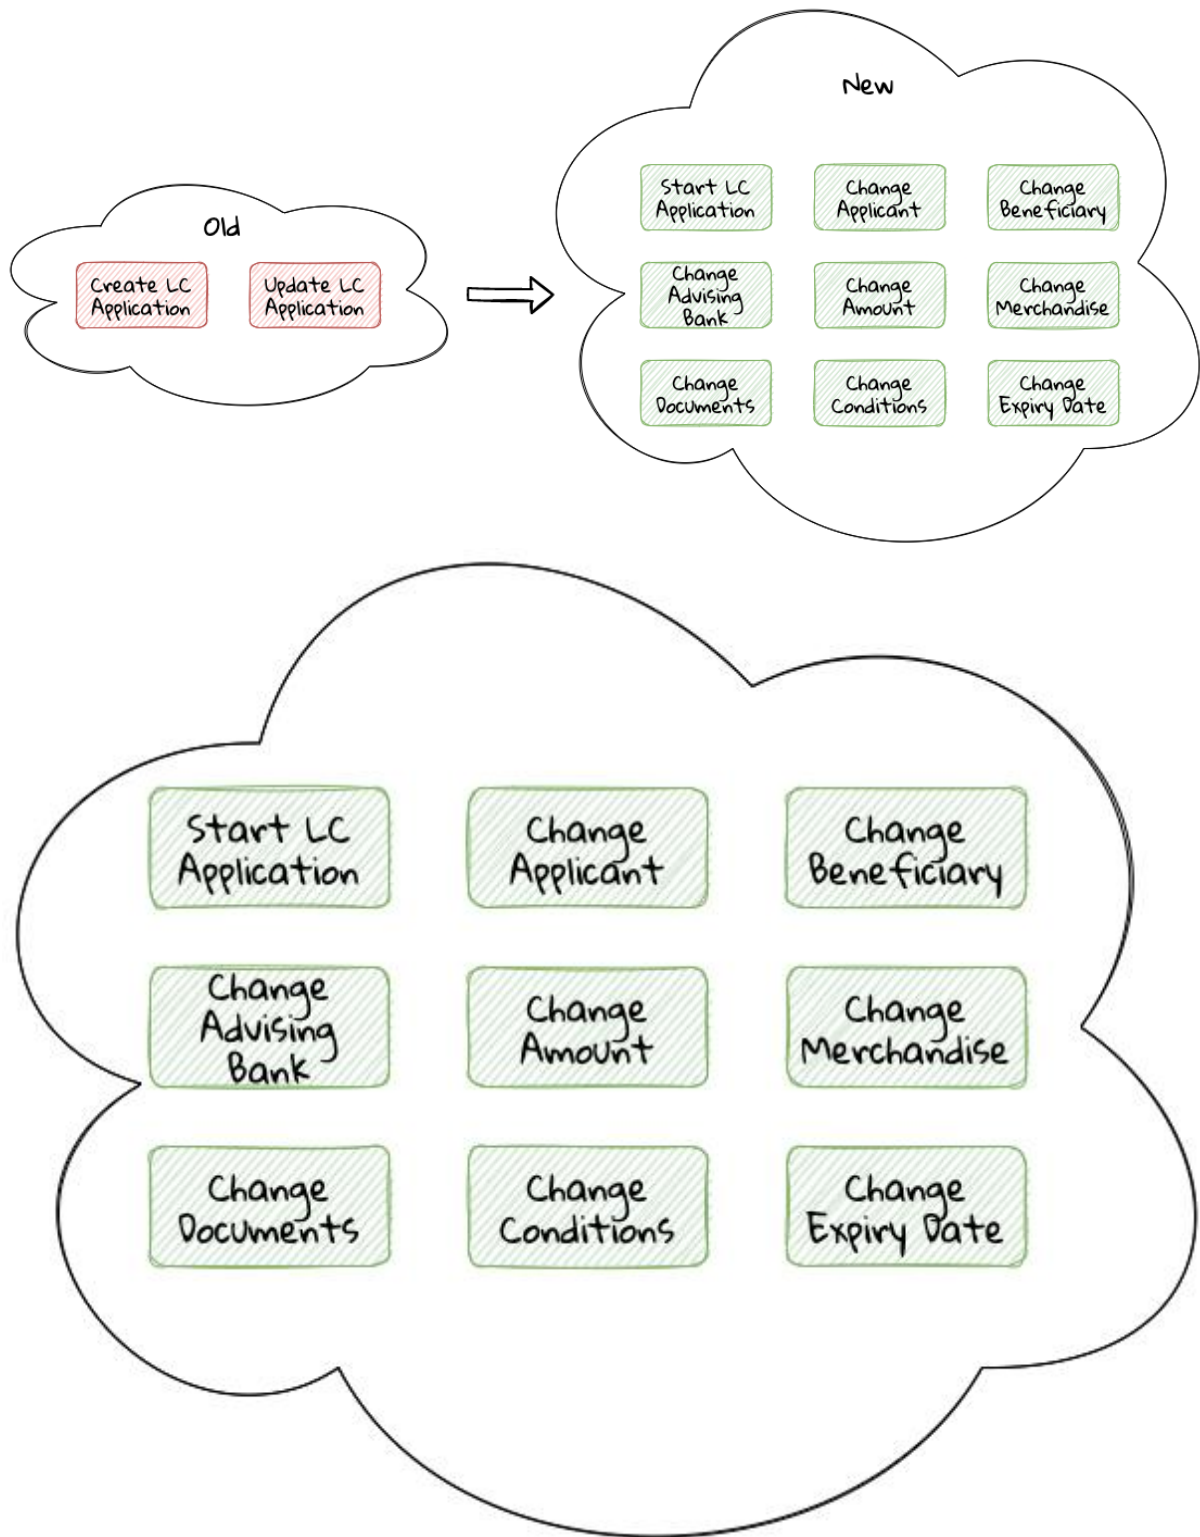 Old
Create LC
Application
Update LC
Application
New
Start LC
Application
Change
Applicant
Change
Beneficiary
Change
Advising
Bank
Change
Amount
Change
Merchandise
Change
Documents
Change
Conditions
Change
Expiry Date
Start LC
Application
Change
Applicant
Change
Beneficiary
Change
Advising
Bank
Change
Amount
Change
Merchandise
Change
Documents
Change
Conditions
Change
Expiry Date